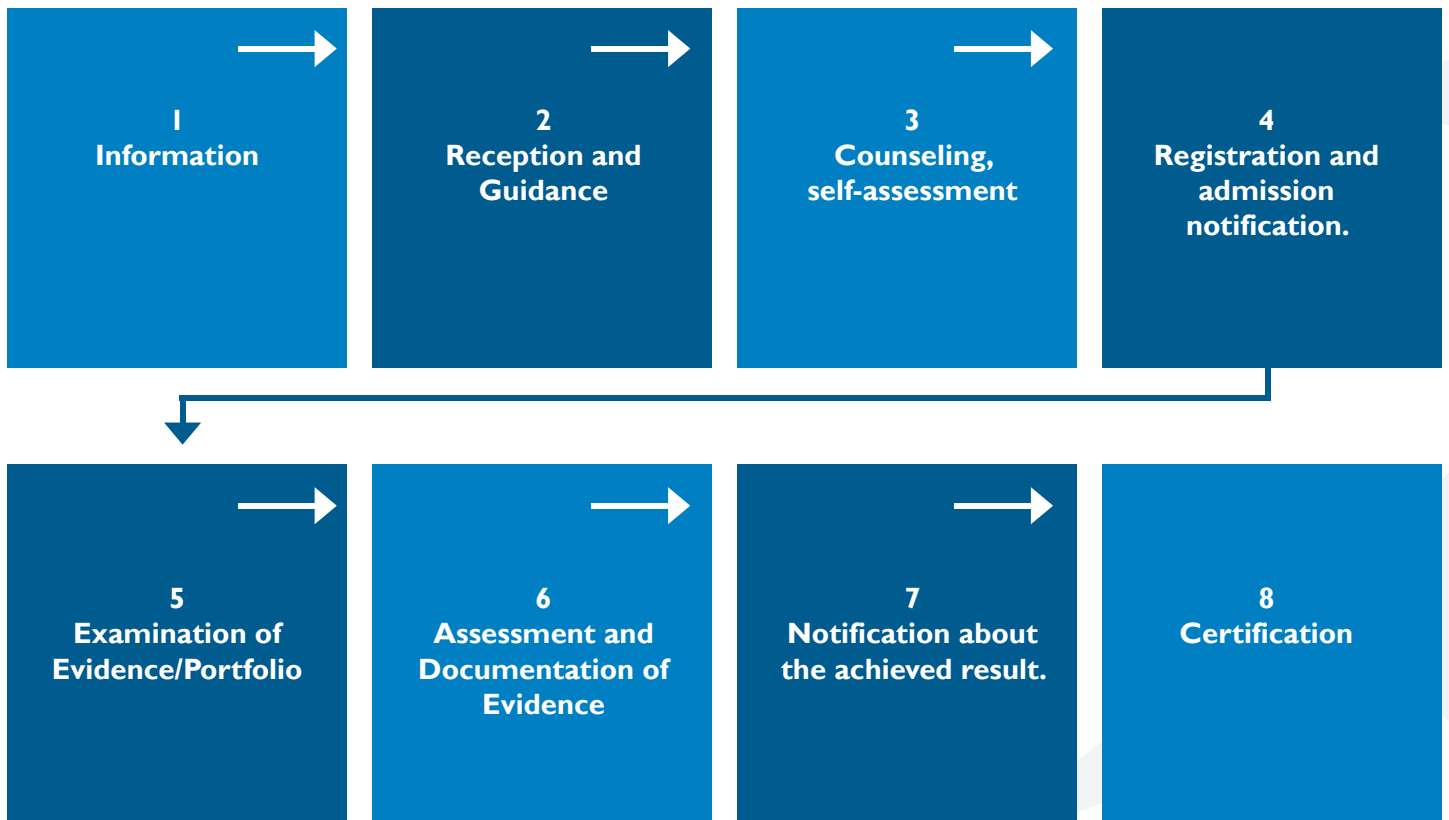 1
Information
2
Reception and
Guidance
3
Counseling,
self-assessment
4
Registration and
admission
notification.
5
Examination of
Evidence/Portfolio
6
Assessment and
Documentation of
Evidence
7
Notification about
the achieved result.
8
Certification